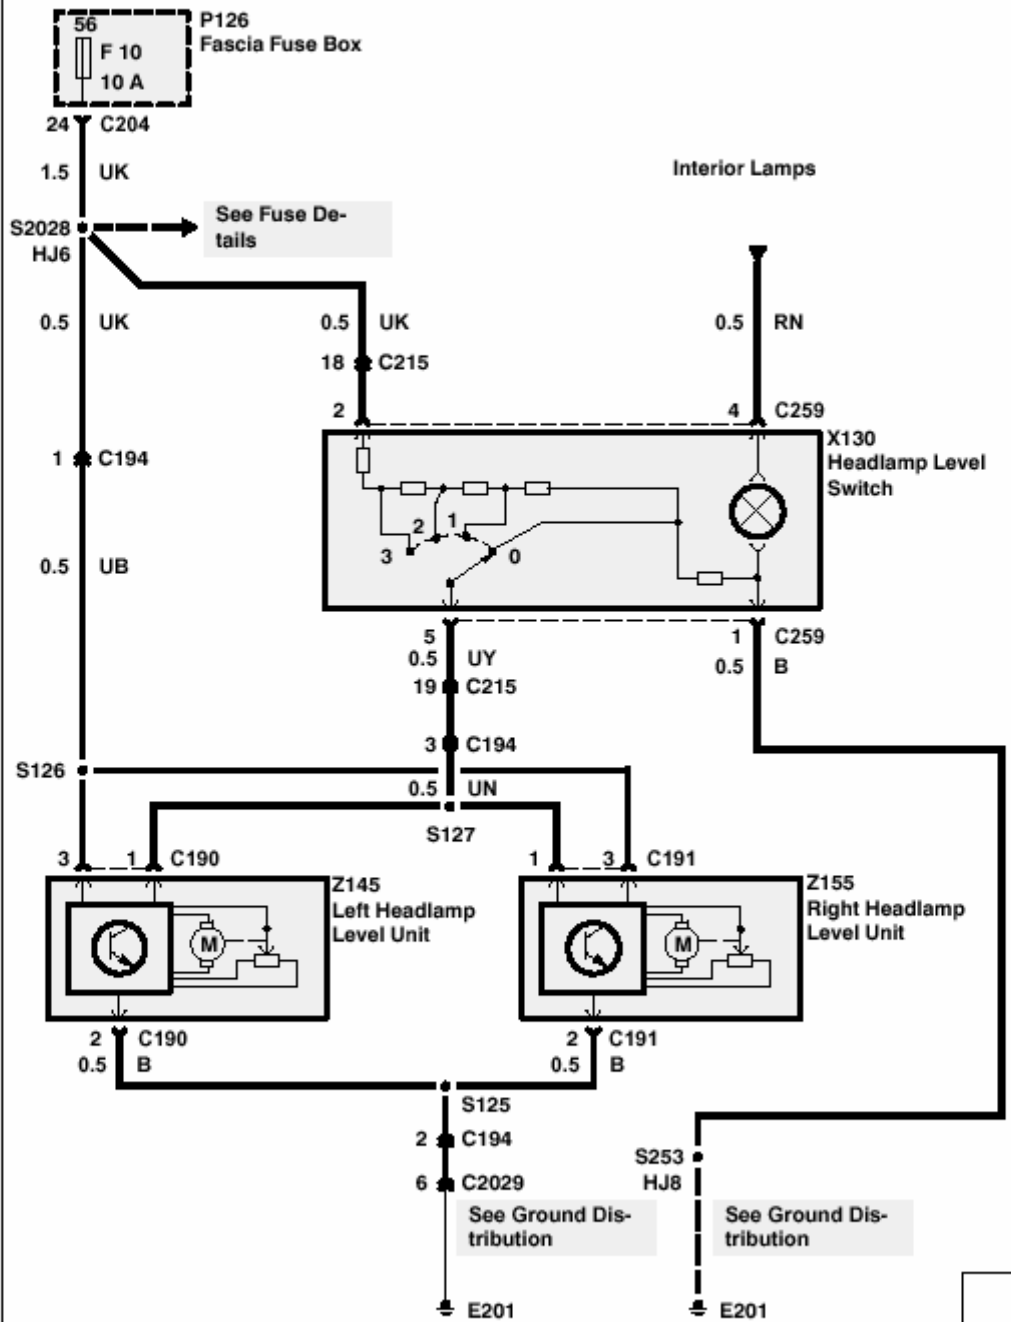 56
P126
Fascia Fuse Box
F 10
10 A
24
C204
1.5
UK
Interior Lamps
S2028
HJ6
See Fuse De-
tails
0.5
UK
0.5
UK
0.5
RN
18
C215
2
4
C259
1
C194
X130
Headlamp Level
Switch
2
1
3
0
0.5
UB
5
1
C259
0.5
UY
0.5
B
19
C215
3
C194
S126
0.5
UN
S127
3
1
C190
1
3
C191
Z145
Left Headlamp
Level Unit
Z155
Right Headlamp
Level Unit
M
M
2
C190
0.5
B
2
C191
0.5
B
S125
2
C194
6
C2029
S253
HJ8
See Ground Dis-
tribution
See Ground Dis-
tribution
E201
E201